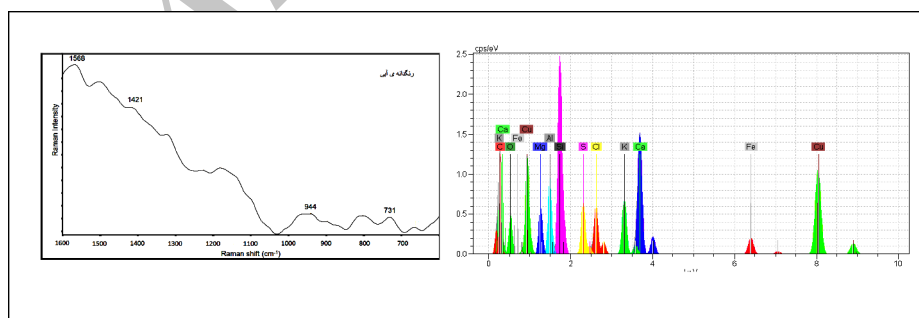 1568
رنگدانه ی آبی
1421
944
731
Raman Intensity
1600 1500 1400 1300 1200 1100 1000 900 800 700
Raman shift (cm-1)
cps/eV
2.5
2.0
1.5
1.0
0.5
0.0
Ca Cu
K Fe Al Fe Cu
C O Mg Si S Cl K Ca
0 2 4 6 8 10